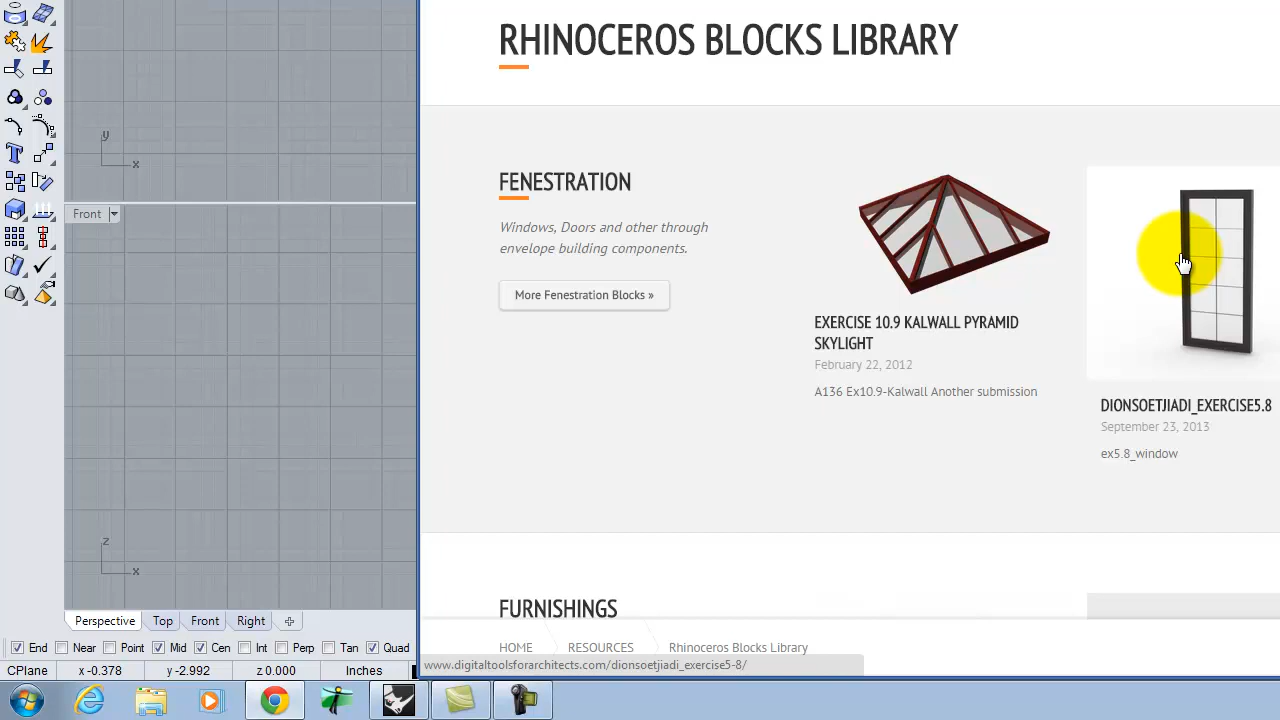 RHINOCEROS BLOCKS LIBRARY
y
x
Front
FENESTRATION
Windows, Doors and other through
envelope building components.
More Fenestration Blocks »
EXERCISE 10.9 KALWALL PYRAMID
SKYLIGHT
February 22, 2012
A136 Ex10.9-Kalwall Another submission
DIONSOETJIADI_EXERCISE5.8
September 23, 2013
ex5.8_window
z
x
FURNISHINGS
Perspective Top Front Right
HOME RESOURCES Rhinoceros Blocks Library
End Near Point Mid Cen Int Perp Tan Quad
www.digitaltoolsforarchitects.com/dionsoetjiadi_exercise5-8/
CPlane x -0.378 y -2.992 z 0.000 Inches